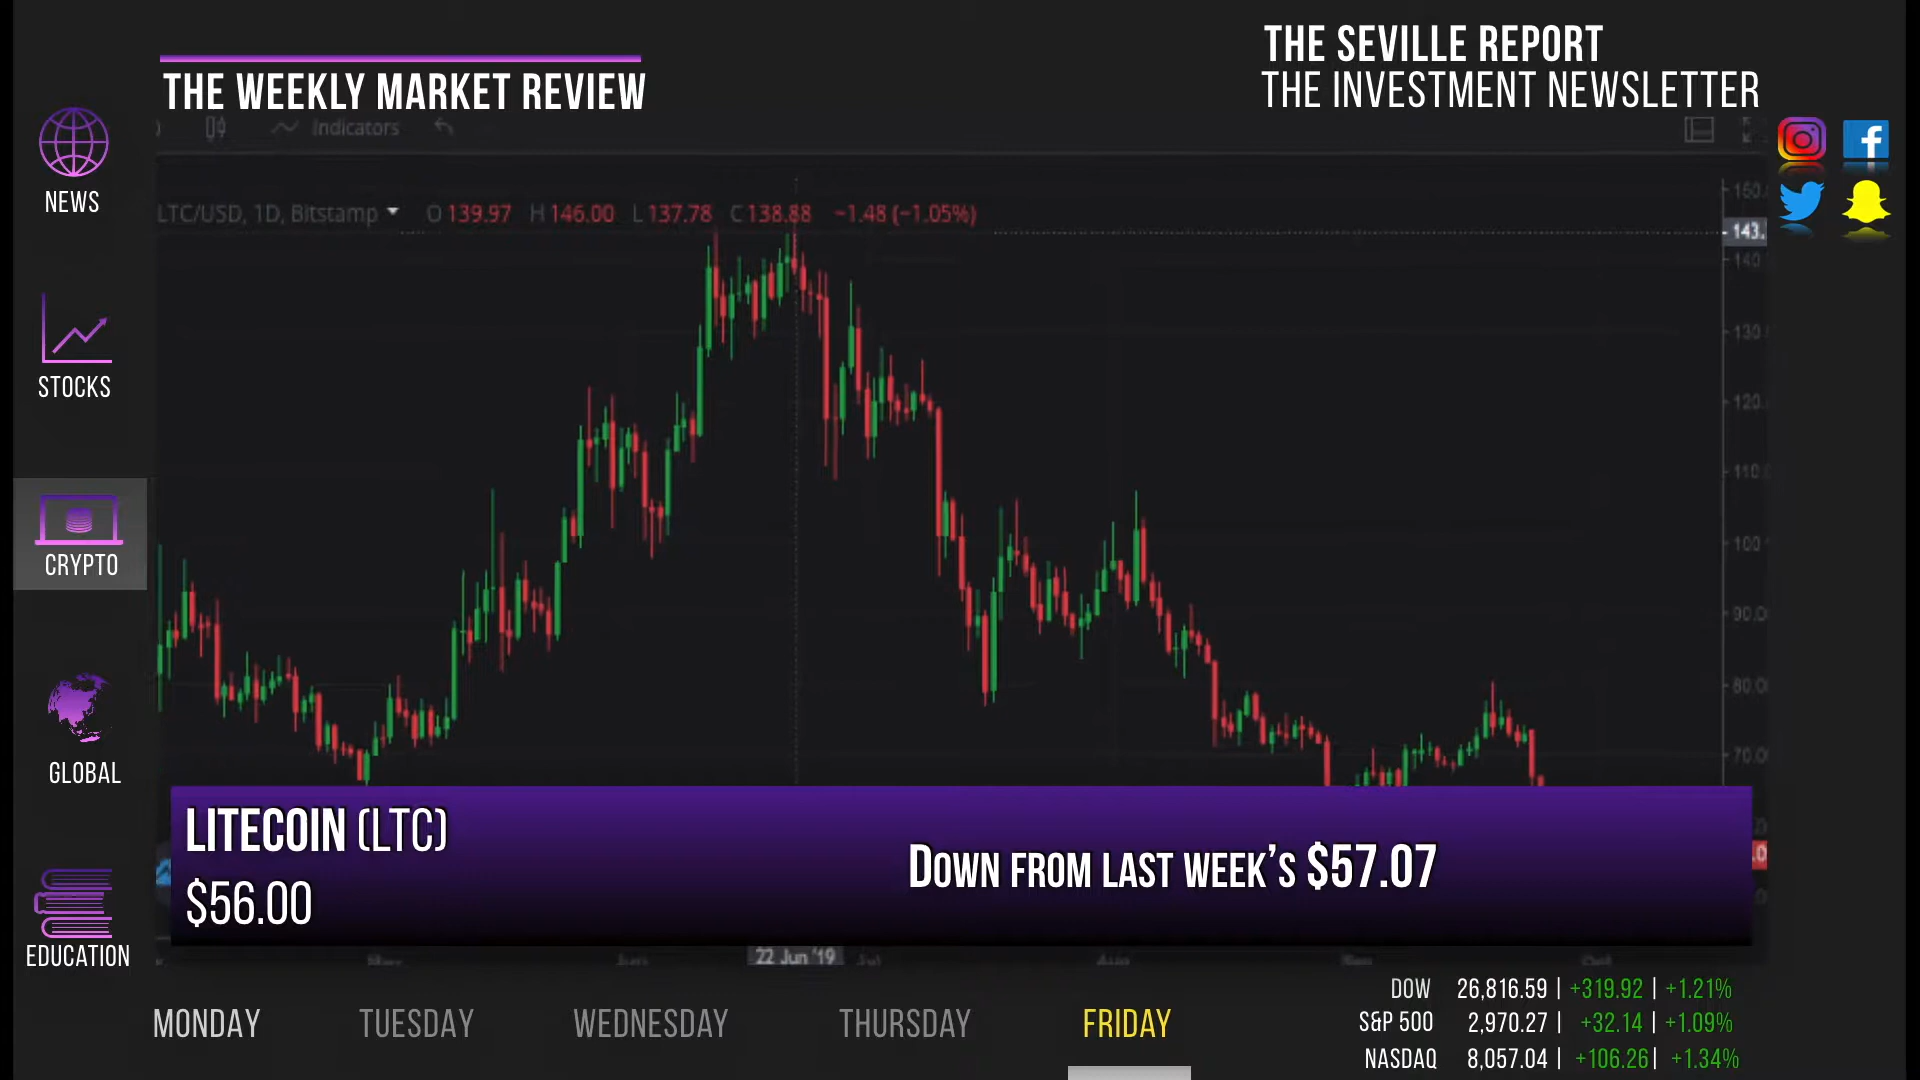 THE SEVILLE REPORT
THE INVESTMENT NEWSLETTER
THE WEEKLY MARKET REVIEW
Indicators
NEWS
LTC/USD, 1D, Bitstamp O 139.97 H 146.00 L 137.78 C 138.88 −1.48 (−1.05%)
143.
140
130.
120.
110.
100
90.0
80.0
70.0
STOCKS
CRYPTO
GLOBAL
EDUCATION
LITECOIN (LTC)
$56.00
DOWN FROM LAST WEEK'S $57.07
22 Jun '19
Jul
Aug
Oct
MONDAY TUESDAY WEDNESDAY THURSDAY FRIDAY
DOW 26,816.59 | +319.92 | +1.21%
S&P 500 2,970.27 | +32.14 | +1.09%
NASDAQ 8,057.04 | +106.26 | +1.34%